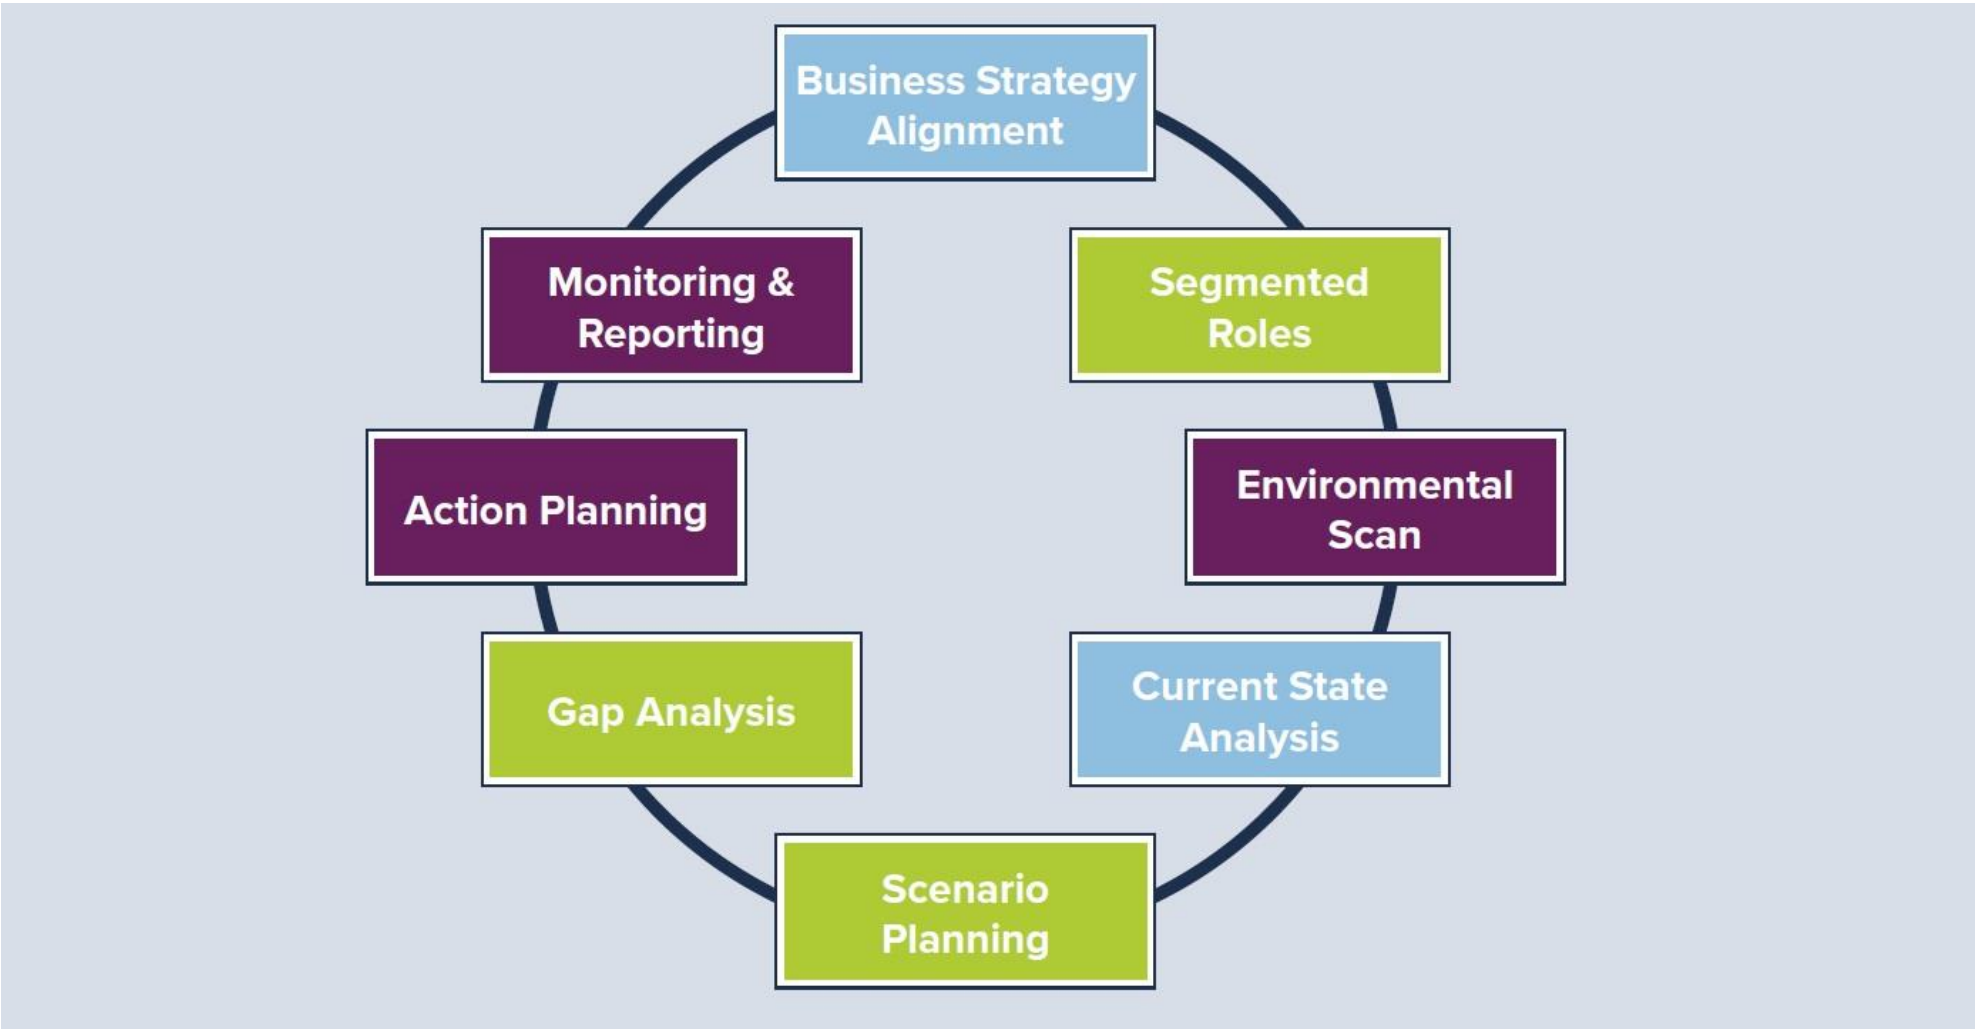 Business Strategy
Alignment
Monitoring &
Reporting
Segmented
Roles
Action Planning
Environmental
Scan
Gap Analysis
Current State
Analysis
Scenario
Planning